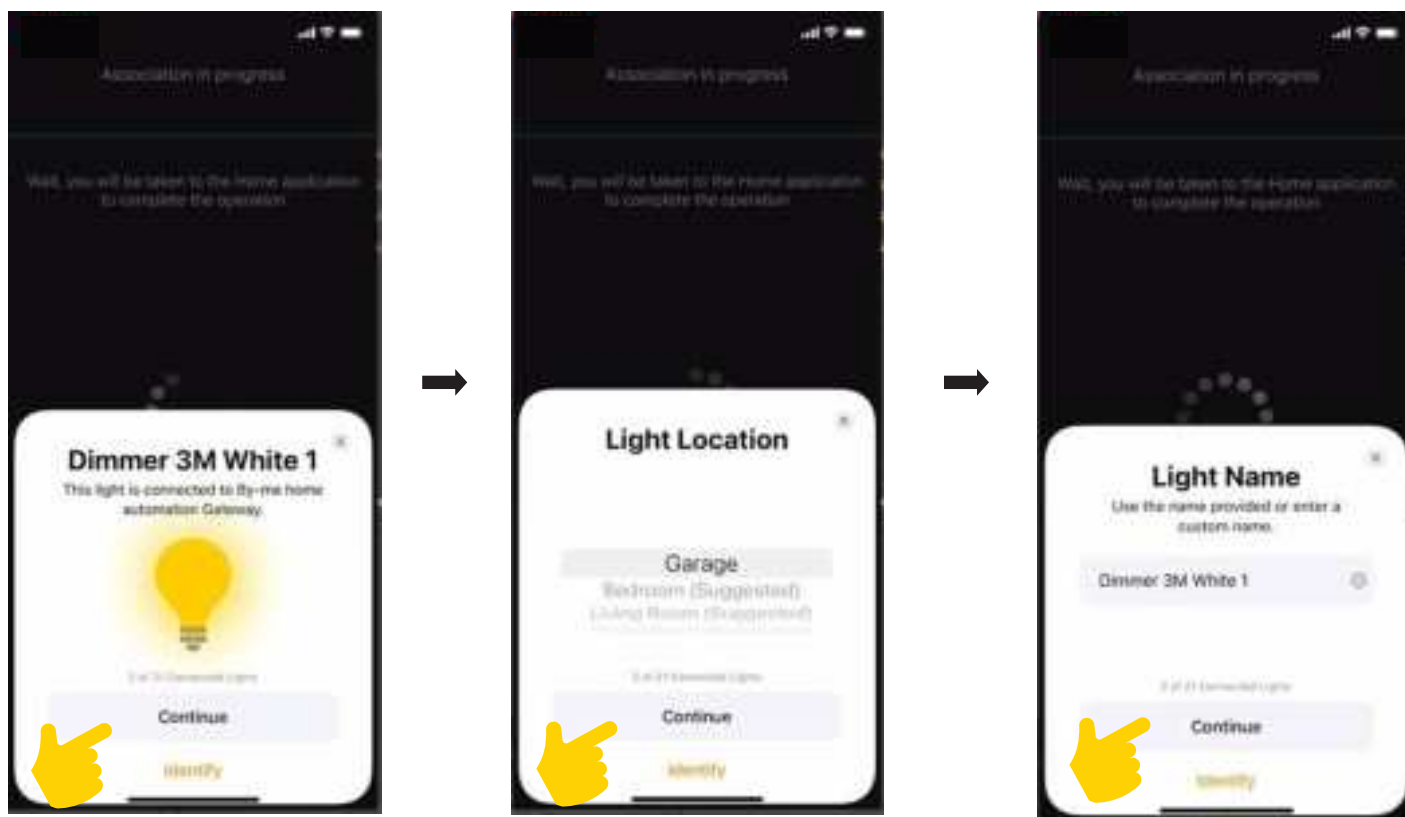 Association in progress
Wait, you will be taken to the Home application
to complete the operation
Dimmer 3M White 1
This light is connected to By-me home
automation Gateway.
Continue
Identify
Association in progress
Wait, you will be taken to the Home application
to complete the operation
Light Location
Garage
Bedroom (Suggested)
Living Room (Suggested)
Continue
Identify
Association in progress
Wait, you will be taken to the Home application
to complete the operation
Light Name
Use the name provided or enter a
custom name.
Dimmer 3M White 1
Continue
Identify